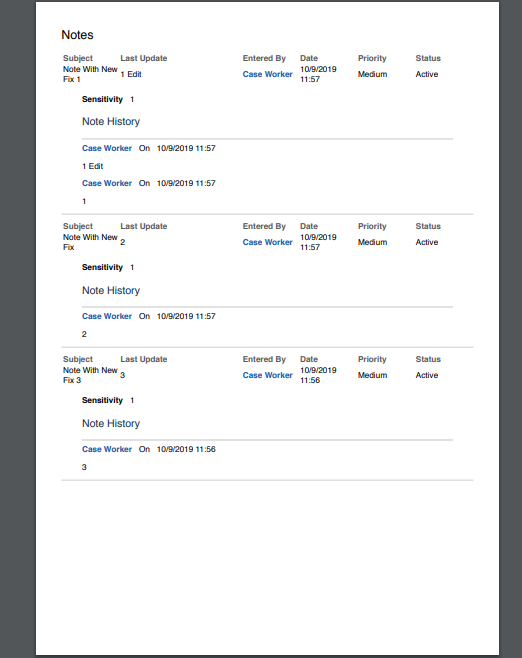 Notes
Subject Last Update Entered By Date Priority Status
Note With New Fix 1 1 Edit Case Worker 10/9/2019 11:57 Medium Active
Sensitivity 1
Note History
Case Worker On 10/9/2019 11:57
1 Edit
Case Worker On 10/9/2019 11:57
1
Subject Last Update Entered By Date Priority Status
Note With New Fix 2 Case Worker 10/9/2019 11:57 Medium Active
Sensitivity 1
Note History
Case Worker On 10/9/2019 11:57
2
Subject Last Update Entered By Date Priority Status
Note With New Fix 3 3 Case Worker 10/9/2019 11:56 Medium Active
Sensitivity 1
Note History
Case Worker On 10/9/2019 11:56
3